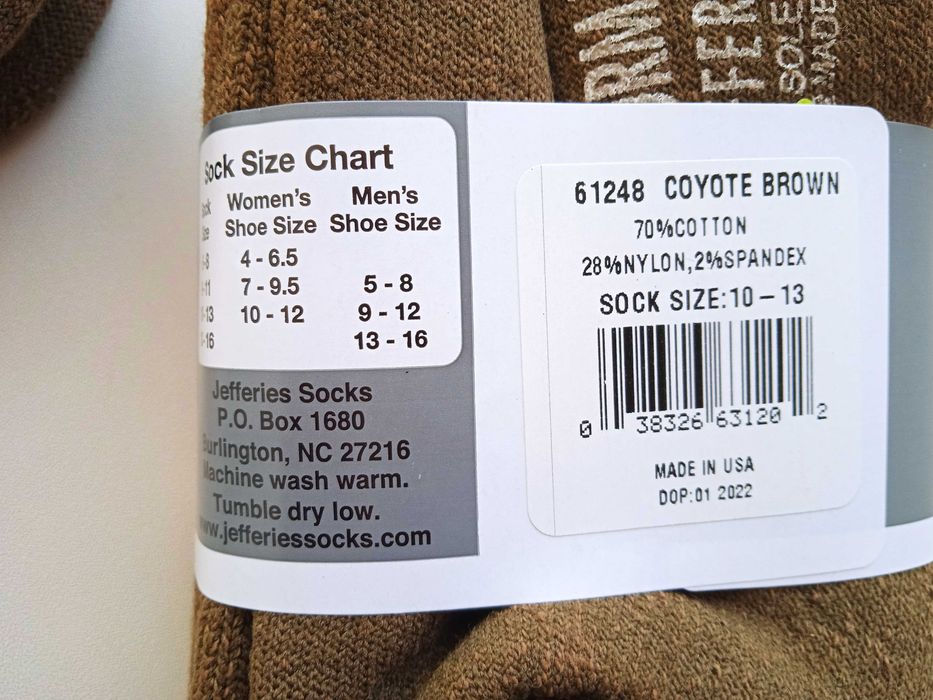 Sock Size Chart
Women's Men's
Shoe Size Shoe Size
4 - 6.5
7 - 9.5 5 - 8
10 - 12 9 - 12
13 - 16
Jefferies Socks
P.O. Box 1680
Burlington, NC 27216
Machine wash warm.
Tumble dry low.
www.jefferiessocks.com
61248 COYOTE BROWN
70%COTTON
28%NYLON,2%SPANDEX
SOCK SIZE:10 – 13
0 38326 63120 2
MADE IN USA
DOP:01 2022
SOLE
MADE